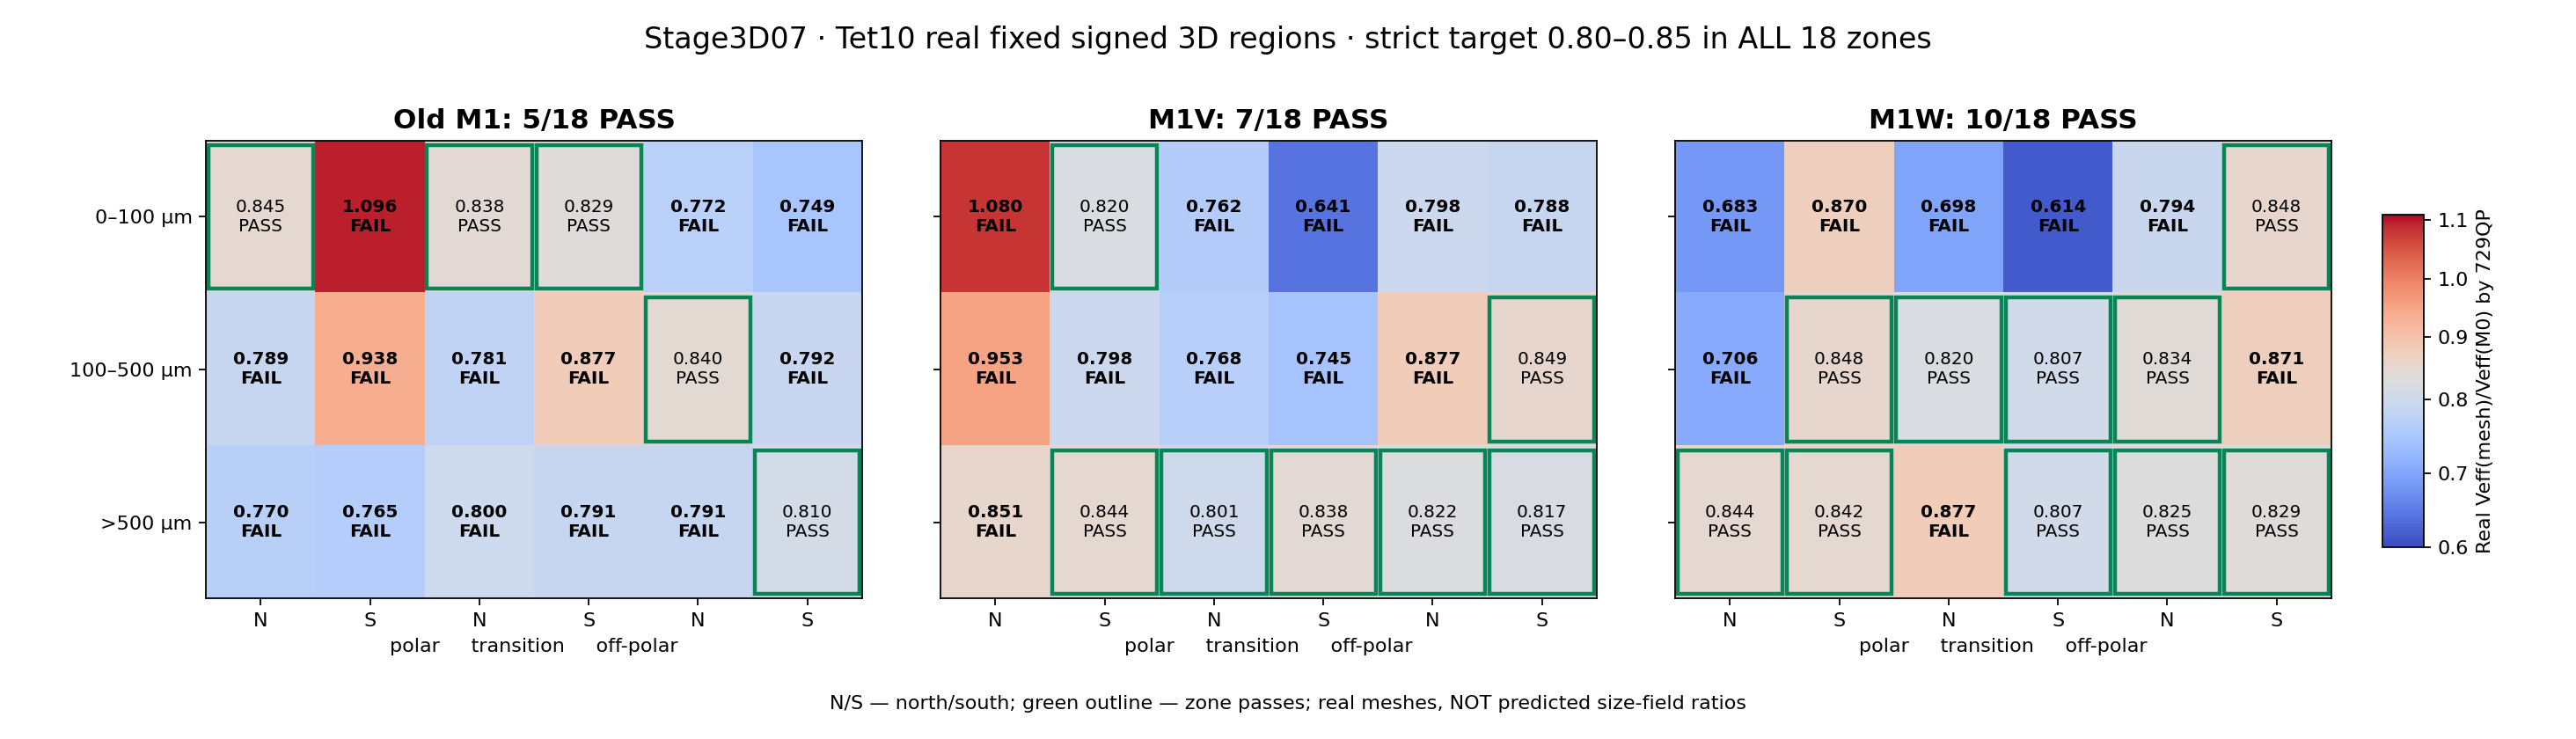 Stage3D07 · Tet10 real fixed signed 3D regions · strict target 0.80–0.85 in ALL 18 zones
Old M1: 5/18 PASS
0–100 µm
0.845 1.096 0.838 0.829 0.772 0.749
PASS FAIL PASS PASS FAIL FAIL
100–500 µm
0.789 0.938 0.781 0.877 0.840 0.792
FAIL FAIL FAIL FAIL PASS FAIL
>500 µm
0.770 0.765 0.800 0.791 0.791 0.810
FAIL FAIL FAIL FAIL FAIL PASS
N S N S N S
polar transition off-polar
M1V: 7/18 PASS
1.080 0.820 0.762 0.641 0.798 0.788
FAIL PASS FAIL FAIL FAIL FAIL
0.953 0.798 0.768 0.745 0.877 0.849
FAIL FAIL FAIL FAIL FAIL PASS
0.851 0.844 0.801 0.838 0.822 0.817
FAIL PASS PASS PASS PASS PASS
N S N S N S
polar transition off-polar
M1W: 10/18 PASS
0.683 0.870 0.698 0.614 0.794 0.848
FAIL FAIL FAIL FAIL FAIL PASS
0.706 0.848 0.820 0.807 0.834 0.871
FAIL PASS PASS PASS PASS FAIL
0.844 0.842 0.877 0.807 0.825 0.829
PASS PASS FAIL PASS PASS PASS
N S N S N S
polar transition off-polar
1.1
1.0
0.9
0.8
0.7
0.6
Real Veff(mesh)/Veff(M0) by 729QP
N/S — north/south; green outline — zone passes; real meshes, NOT predicted size-field ratios